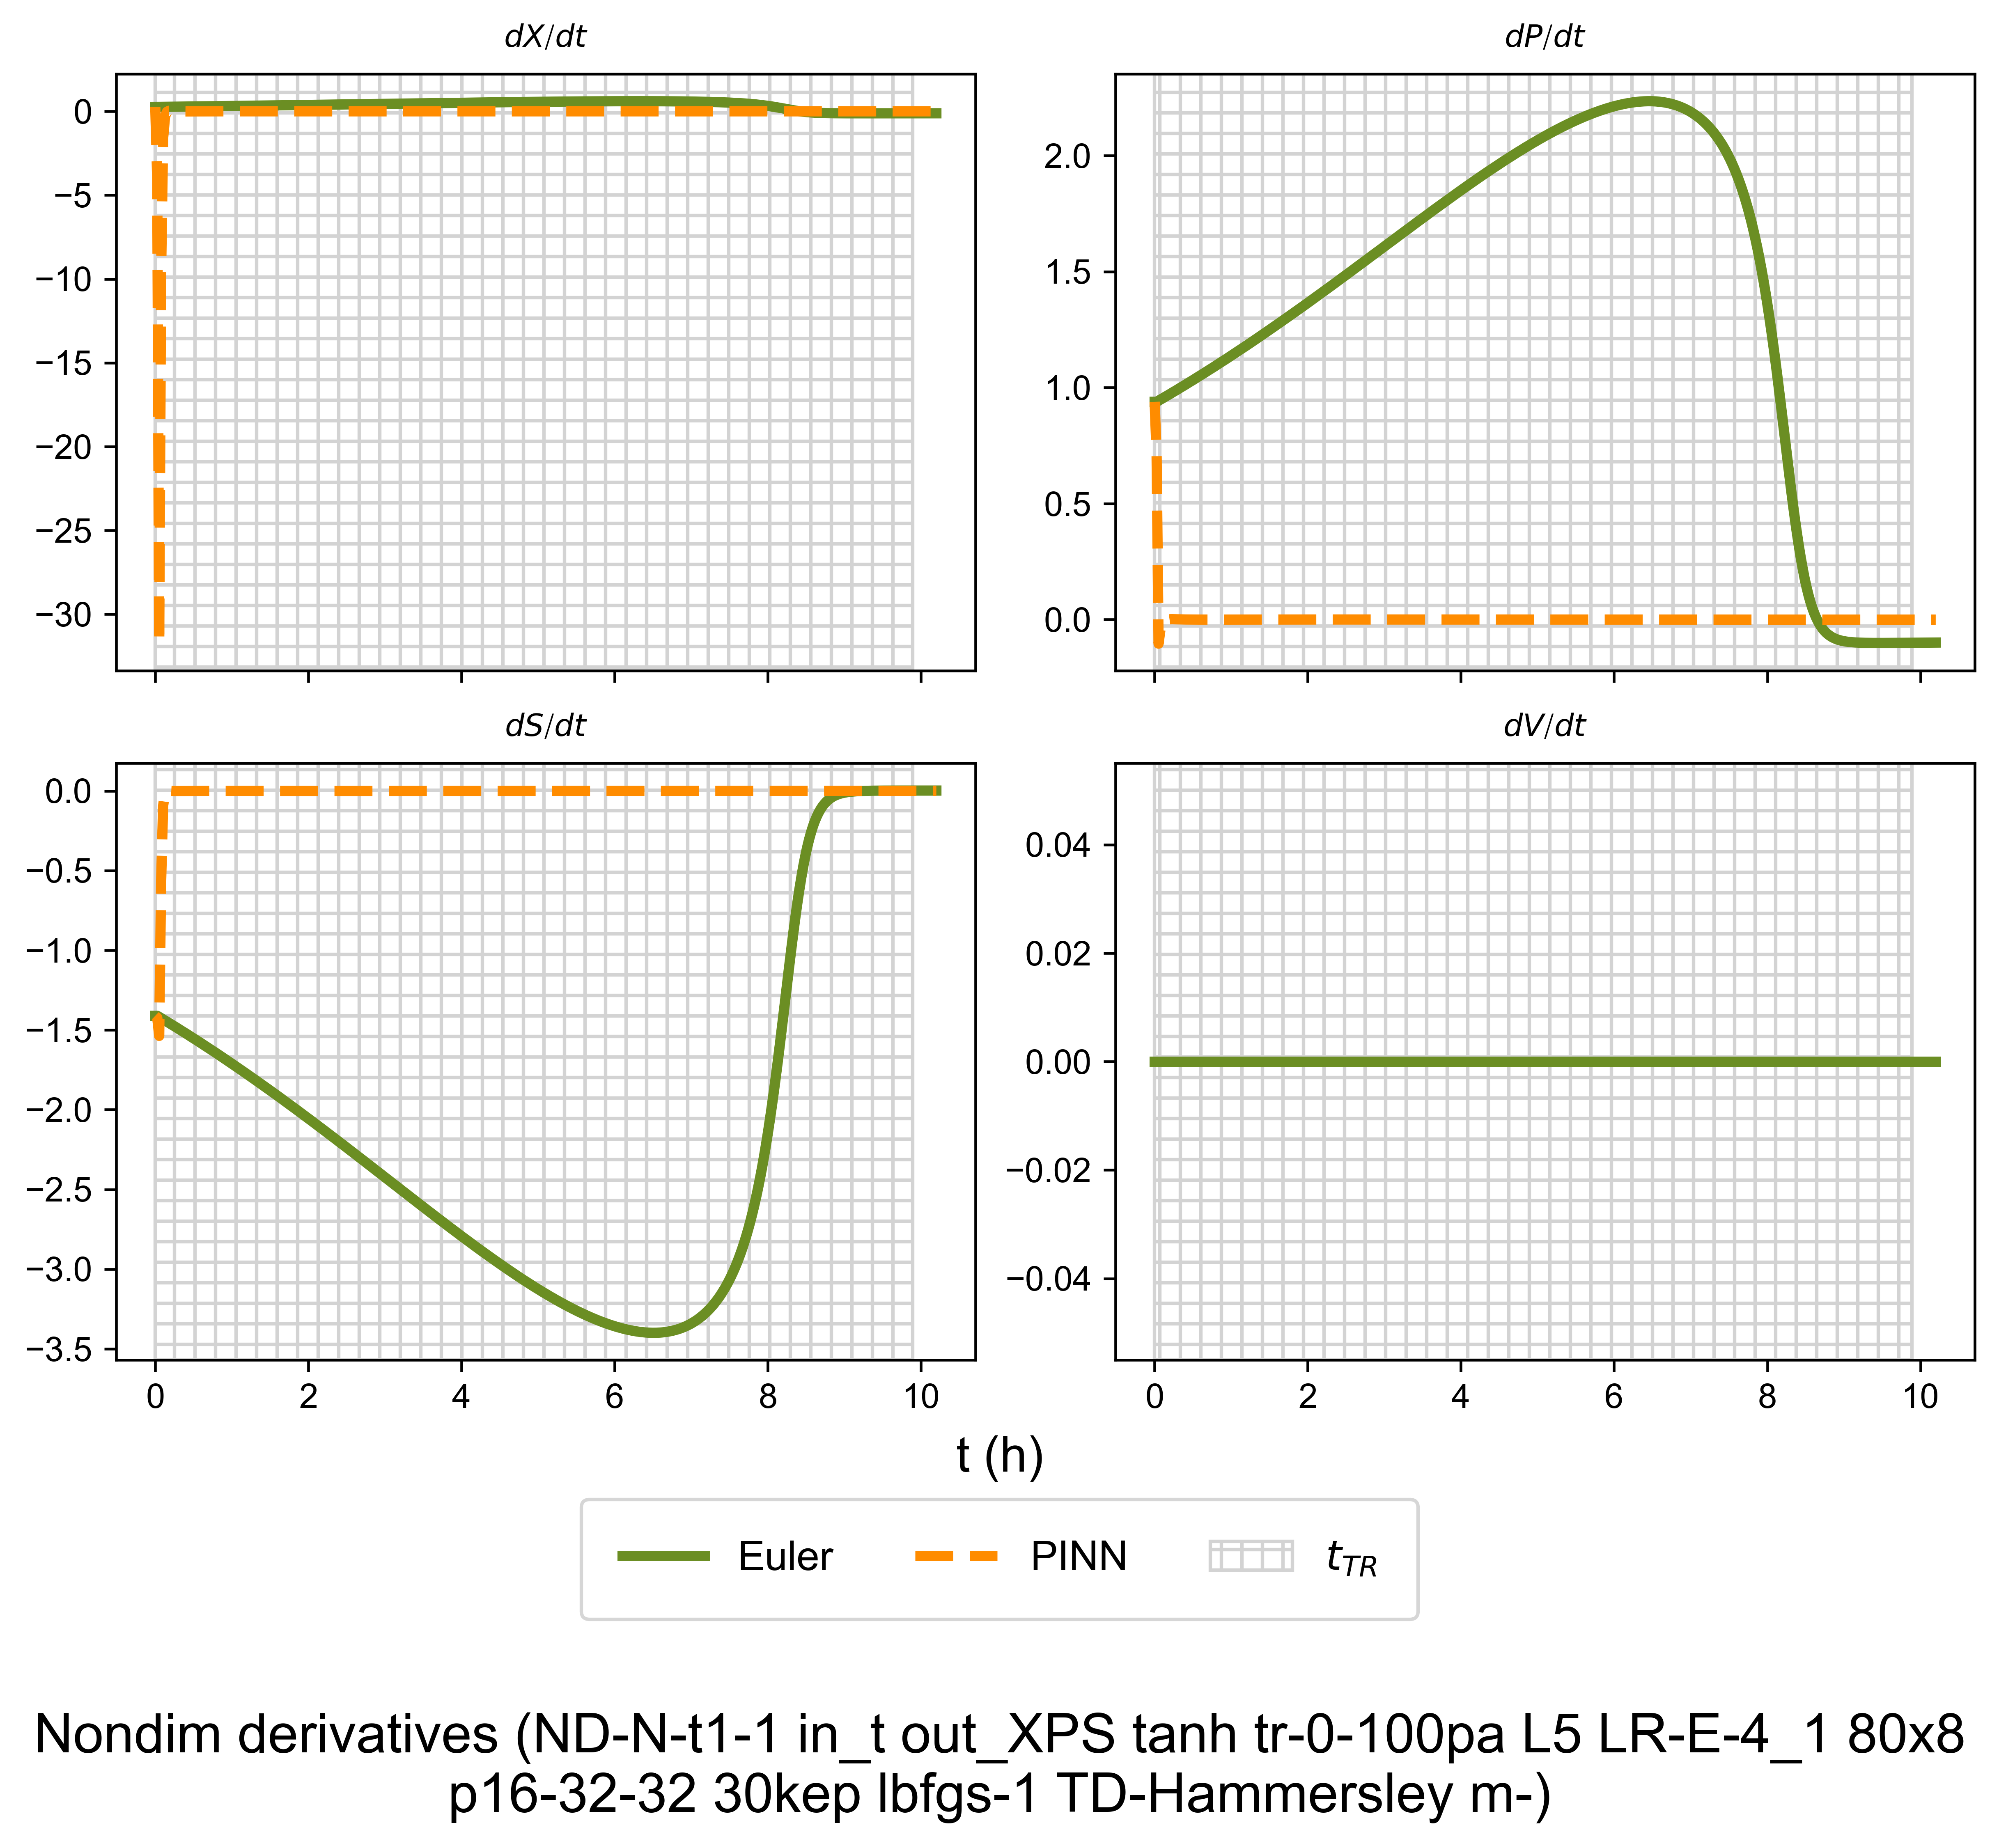 dX/dt
dP/dt
0
−5
−10
−15
−20
−25
−30
2.0
1.5
1.0
0.5
0.0
dS/dt
dV/dt
0.0
−0.5
−1.0
−1.5
−2.0
−2.5
−3.0
−3.5
0 2 4 6 8 10
0.04
0.02
0.00
−0.02
−0.04
0 2 4 6 8 10
t (h)
Euler PINN t_TR
Nondim derivatives (ND-N-t1-1 in_t out_XPS tanh tr-0-100pa L5 LR-E-4_1 80x8
p16-32-32 30kep lbfgs-1 TD-Hammersley m-)